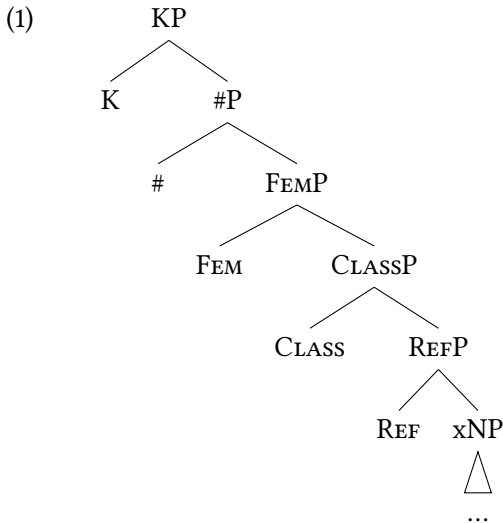 (1) KP
K #P
# FemP
Fem ClassP
Class RefP
Ref xNP
...